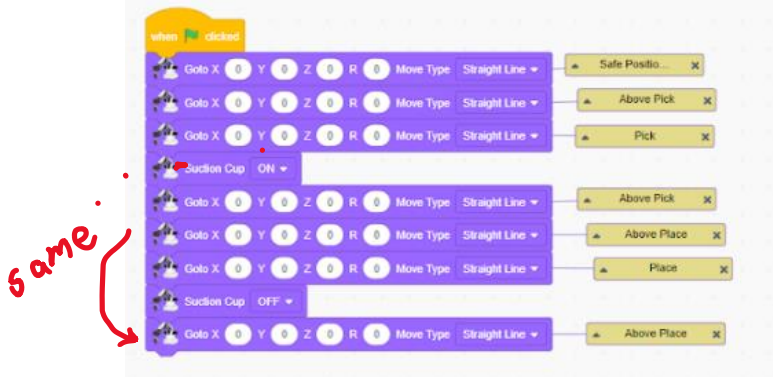 when clicked
Goto X 0 Y 0 Z 0 R 0 Move Type Straight Line Safe Positio...
Goto X 0 Y 0 Z 0 R 0 Move Type Straight Line Above Pick
Goto X 0 Y 0 Z 0 R 0 Move Type Straight Line Pick
Suction Cup ON
Goto X 0 Y 0 Z 0 R 0 Move Type Straight Line Above Pick
Goto X 0 Y 0 Z 0 R 0 Move Type Straight Line Above Place
same
Goto X 0 Y 0 Z 0 R 0 Move Type Straight Line Place
Suction Cup OFF
Goto X 0 Y 0 Z 0 R 0 Move Type Straight Line Above Place